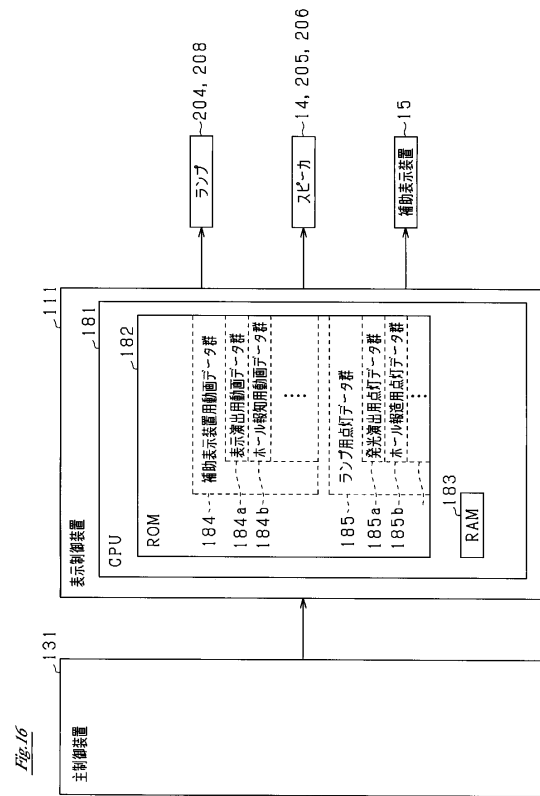 Fig.16
主制御装置
131
表示制御装置
111
CPU
181
ROM
182
184
補助表示装置用動画データ群
184a
表示演出用動画データ群
184b
ホール報知用動画データ群
185
ランプ用点灯データ群
185a
発光演出用点灯データ群
185b
ホール報造用点灯データ群
183
RAM
ランプ
204, 208
スピーカ
14, 205, 206
補助表示装置
15